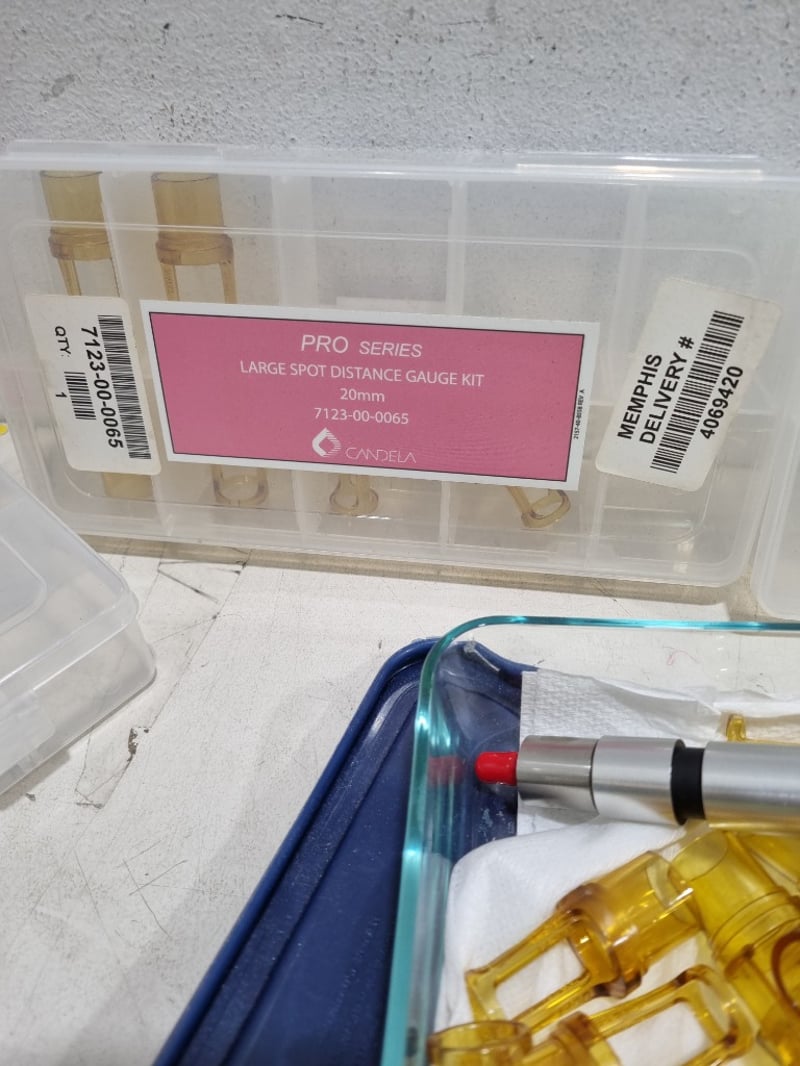 7123-00-0065
QTY: 1
PRO SERIES
LARGE SPOT DISTANCE GAUGE KIT
20mm
7123-00-0065
CANDELA
MEMPHIS
DELIVERY #
4069420